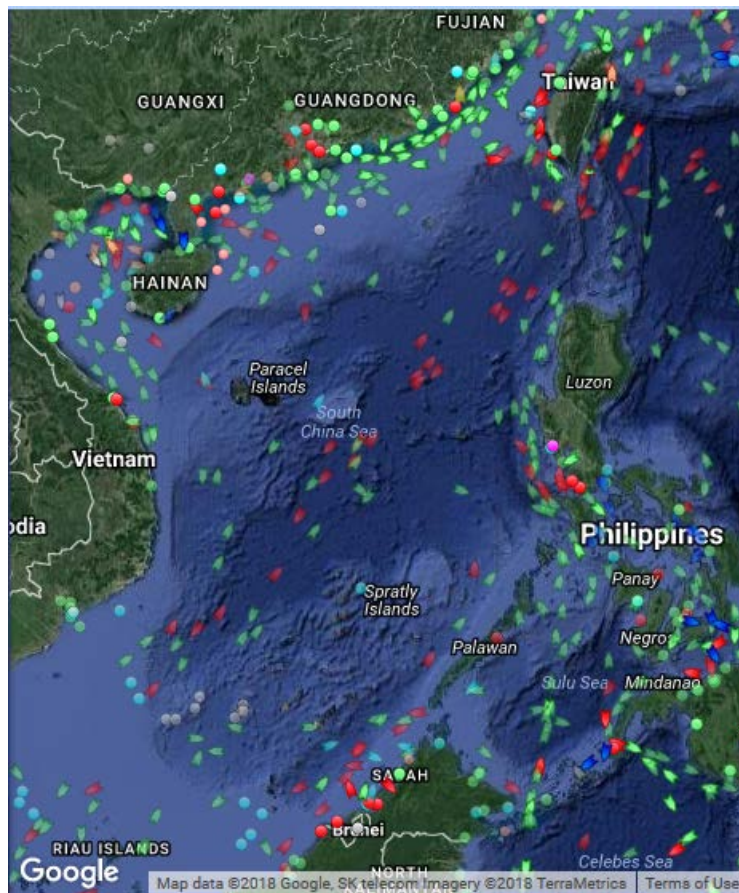 FUJIAN
Taiwan
GUANGXI
GUANGDONG
HAINAN
Paracel
Islands
Luzon
South
China Sea
Vietnam
odia
Philippines
Panay
Spratly
Islands
Negros
Palawan
Sulu Sea
Mindanao
SABAH
Brunei
RIAU ISLANDS
Celebes Sea
NORTH
Google
Map data ©2018 Google, SK telecom Imagery ©2018 TerraMetrics
Terms of Use